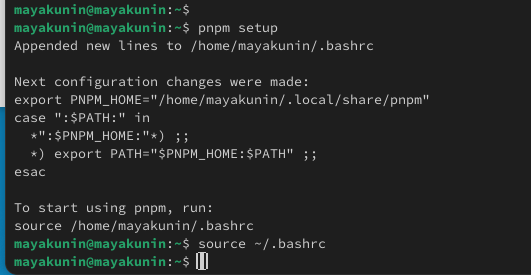 mayakunin@mayakunin:~$
mayakunin@mayakunin:~$ pnpm setup
Appended new lines to /home/mayakunin/.bashrc

Next configuration changes were made:
export PNPM_HOME="/home/mayakunin/.local/share/pnpm"
case ":$PATH:" in
  *":$PNPM_HOME:"*) ;;
  *) export PATH="$PNPM_HOME:$PATH" ;;
esac

To start using pnpm, run:
source /home/mayakunin/.bashrc
mayakunin@mayakunin:~$ source ~/.bashrc
mayakunin@mayakunin:~$